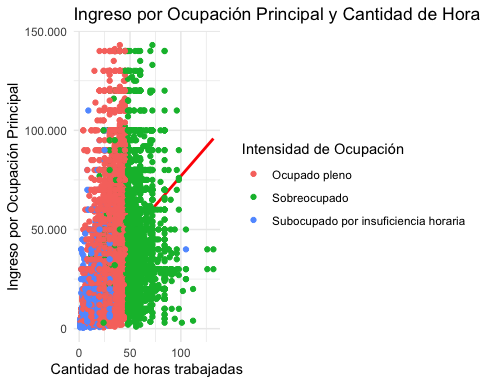 Ingreso por Ocupación Principal y Cantidad de Hora
Ingreso por Ocupación Principal
150.000
100.000
50.000
0
0 50 100
Cantidad de horas trabajadas
Intensidad de Ocupación
Ocupado pleno
Sobreocupado
Subocupado por insuficiencia horaria